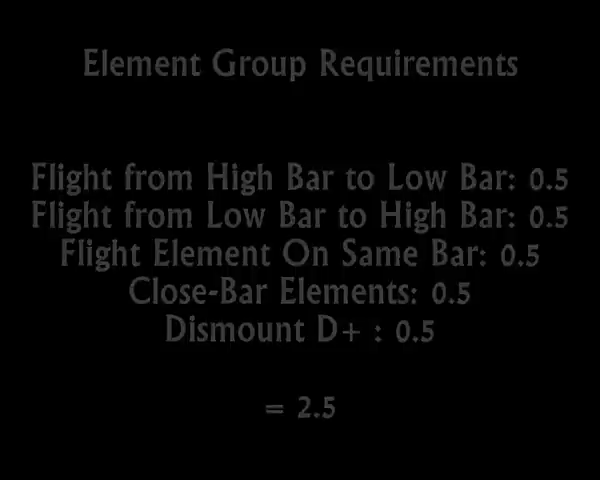 Element Group Requirements
Flight from High Bar to Low Bar: 0.5
Flight from Low Bar to High Bar: 0.5
Flight Element On Same Bar: 0.5
Close-Bar Elements: 0.5
Dismount D+ : 0.5
= 2.5